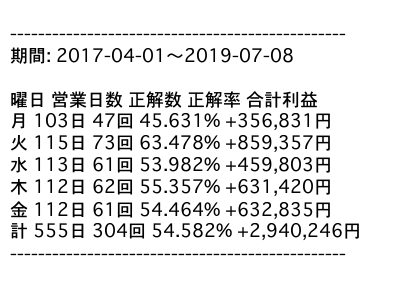 ------------------------------------------------
期間: 2017-04-01〜2019-07-08
曜日 営業日数 正解数 正解率 合計利益
月 103日 47回 45.631% +356,831円
火 115日 73回 63.478% +859,357円
水 113日 61回 53.982% +459,803円
木 112日 62回 55.357% +631,420円
金 112日 61回 54.464% +632,835円
計 555日 304回 54.582% +2,940,246円
------------------------------------------------